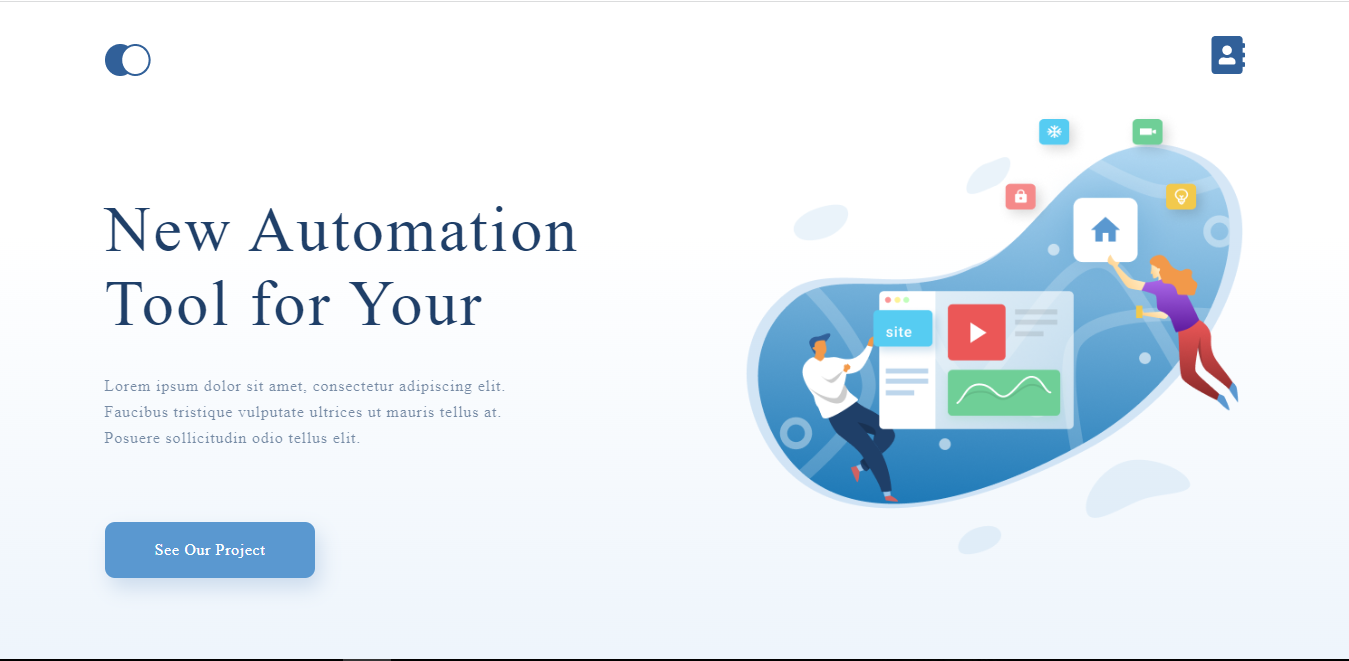 New Automation
Tool for Your
Lorem ipsum dolor sit amet, consectetur adipiscing elit.
Faucibus tristique vulputate ultrices ut mauris tellus at.
Posuere sollicitudin odio tellus elit.
See Our Project
site